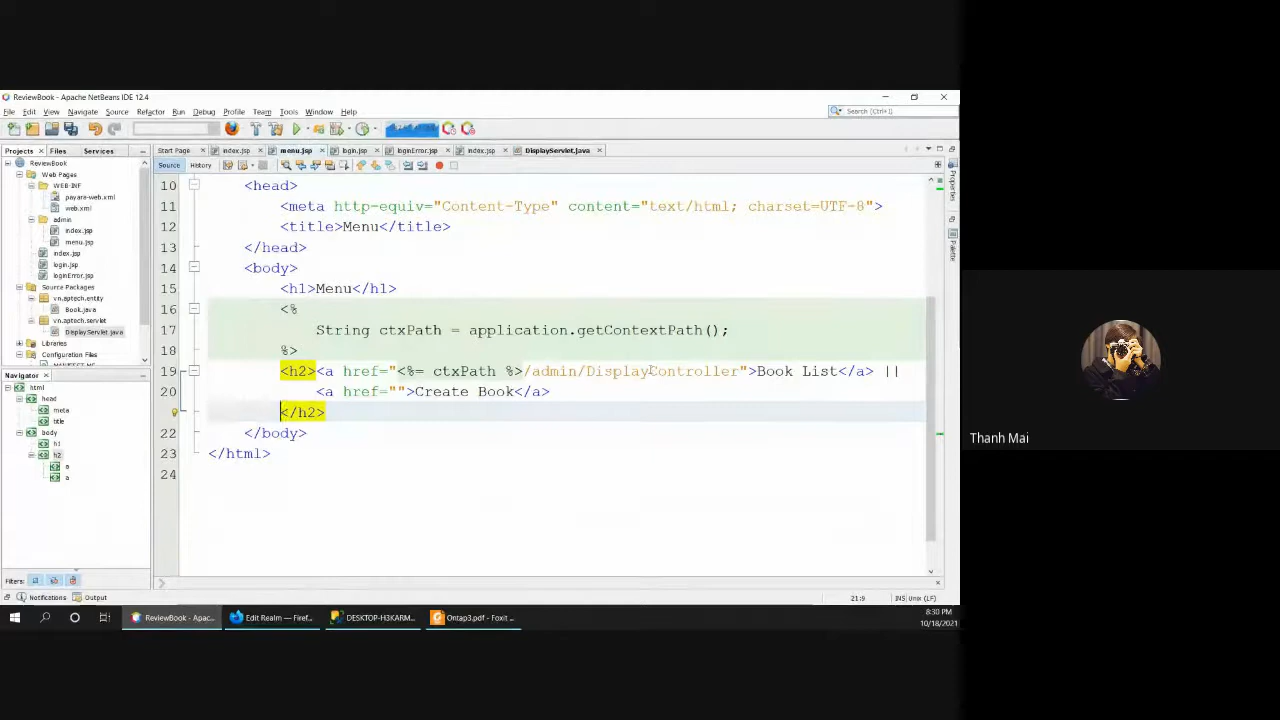 ReviewBook - Apache NetBeans IDE 12.4
File Edit View Navigate Source Refactor Run Debug Profile Team Tools Window Help
Search (Ctrl+I)
Projects Files Services
Start Page index.jsp menu.jsp login.jsp loginError.jsp index.jsp DisplayServlet.java
Source History
ReviewBook
Web Pages
WEB-INF
payara-web.xml
web.xml
admin
index.jsp
menu.jsp
index.jsp
login.jsp
loginError.jsp
Source Packages
vn.aptech.entity
Book.java
vn.aptech.servlet
DisplayServlet.java
Libraries
Configuration Files
Navigator
html
head
meta
title
body
h1
h2
a
a
Filters:
10 <head>
11 <meta http-equiv="Content-Type" content="text/html; charset=UTF-8">
12 <title>Menu</title>
13 </head>
14 <body>
15 <h1>Menu</h1>
16 <%
17 String ctxPath = application.getContextPath();
18 %>
19 <h2><a href="<%= ctxPath %>/admin/DisplayController">Book List</a> ||
20 <a href="">Create Book</a>
</h2>
22 </body>
23 </html>
24
Properties
Palette
Notifications Output
21:9 INS Unix (LF)
ReviewBook - Apac... Edit Realm — Firef... DESKTOP-H3KARM... Ontap3.pdf - Foxit ...
8:30 PM
10/18/2021
Thanh Mai